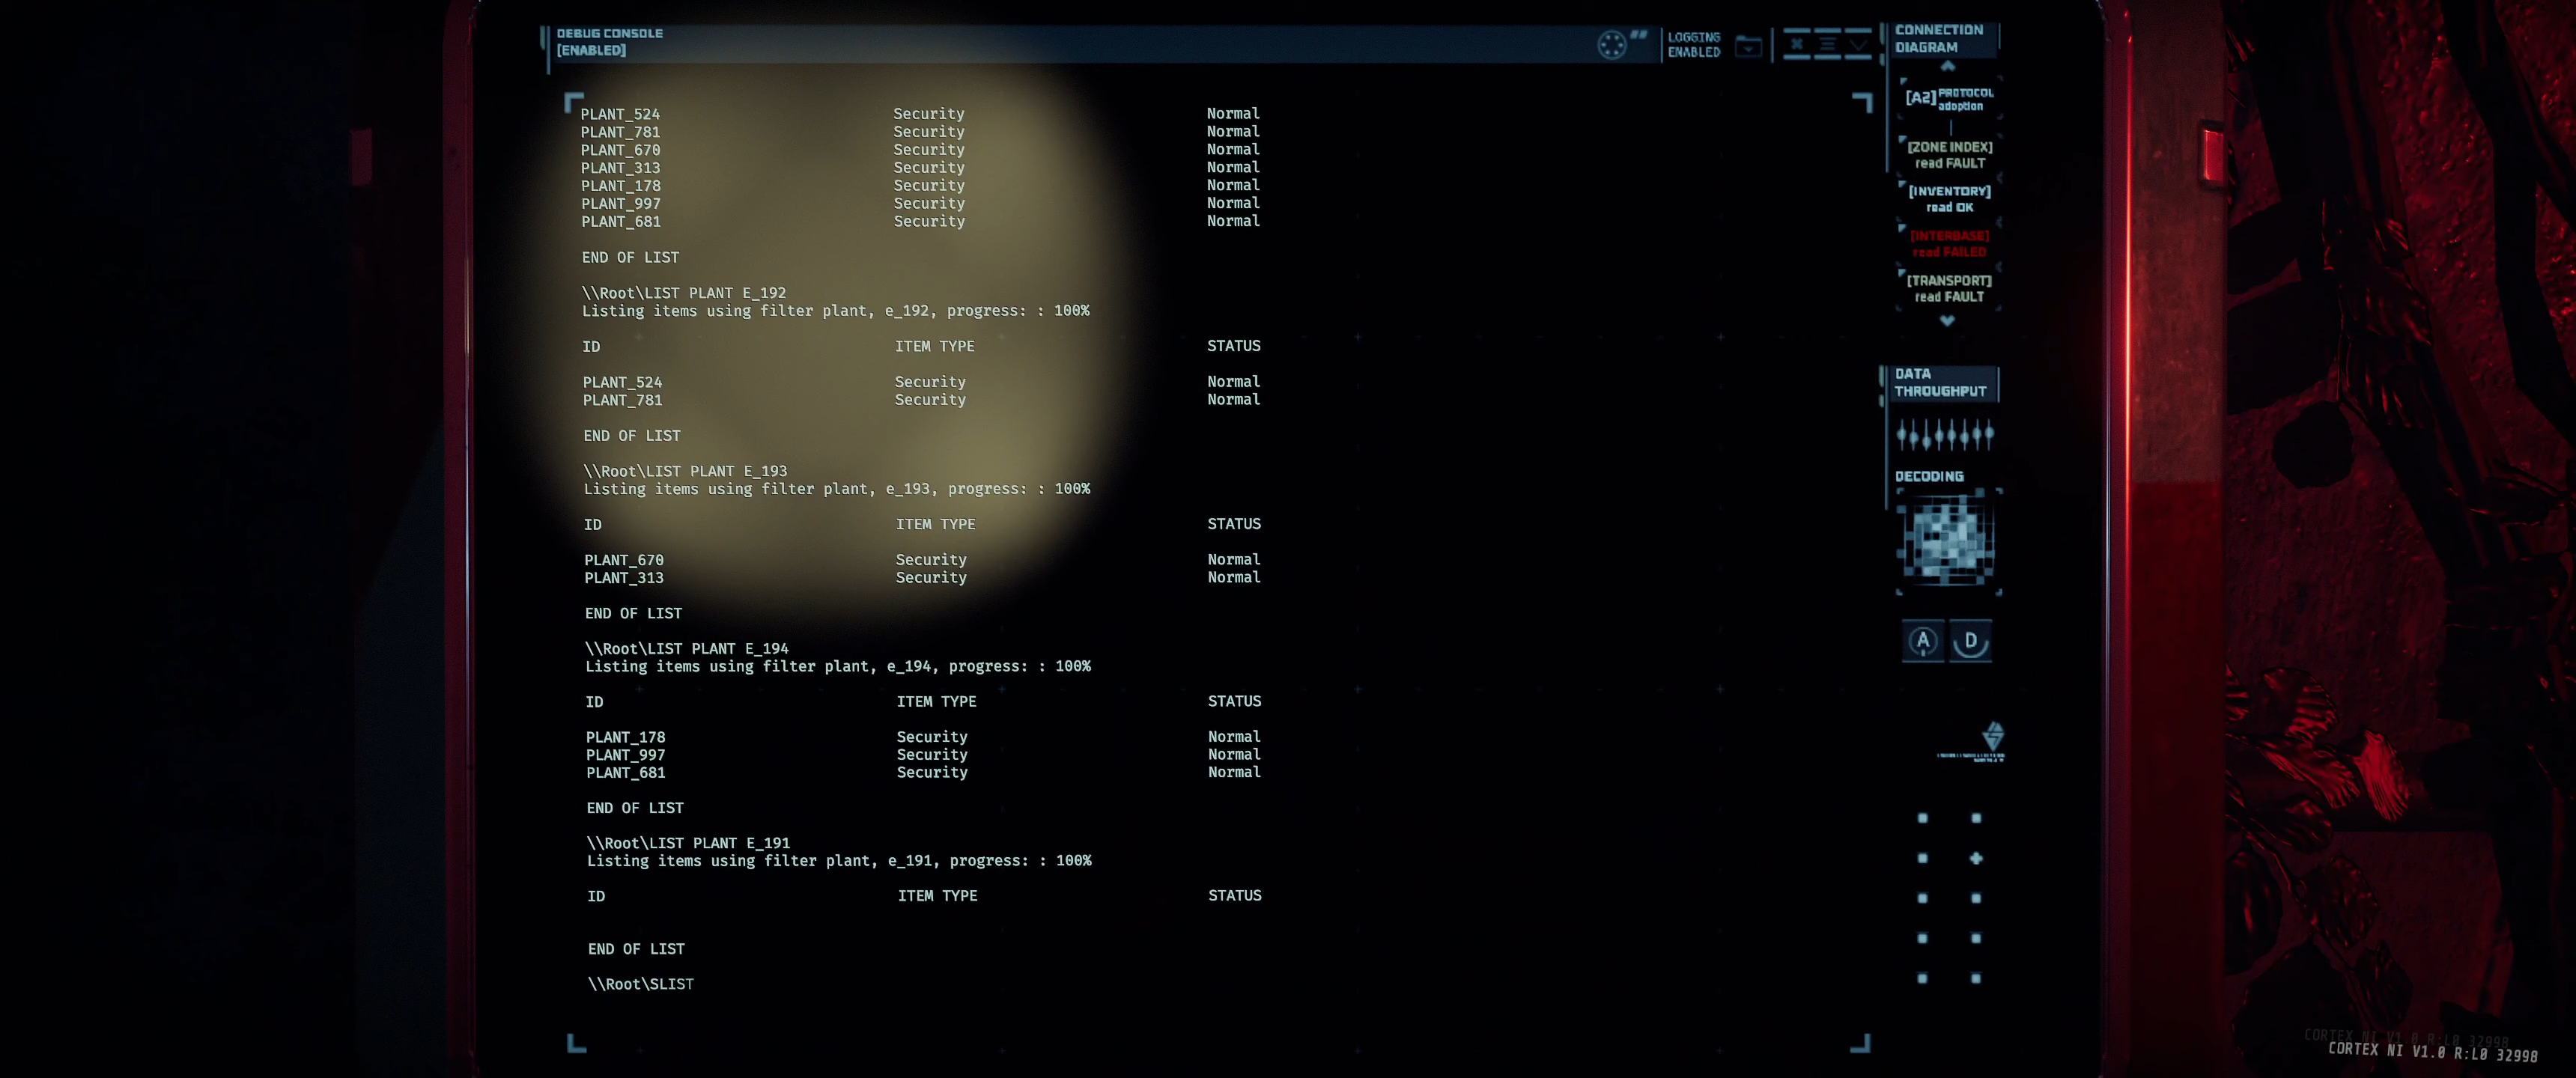 DEBUG CONSOLE
[ENABLED]
LOGGING
ENABLED
PLANT_524 Security Normal
PLANT_781 Security Normal
PLANT_670 Security Normal
PLANT_313 Security Normal
PLANT_178 Security Normal
PLANT_997 Security Normal
PLANT_681 Security Normal
END OF LIST
\\Root\LIST PLANT E_192
Listing items using filter plant, e_192, progress: : 100%
ID ITEM TYPE STATUS
PLANT_524 Security Normal
PLANT_781 Security Normal
END OF LIST
\\Root\LIST PLANT E_193
Listing items using filter plant, e_193, progress: : 100%
ID ITEM TYPE STATUS
PLANT_670 Security Normal
PLANT_313 Security Normal
END OF LIST
\\Root\LIST PLANT E_194
Listing items using filter plant, e_194, progress: : 100%
ID ITEM TYPE STATUS
PLANT_178 Security Normal
PLANT_997 Security Normal
PLANT_681 Security Normal
END OF LIST
\\Root\LIST PLANT E_191
Listing items using filter plant, e_191, progress: : 100%
ID ITEM TYPE STATUS
END OF LIST
\\Root\SLIST
CONNECTION
DIAGRAM
[A2] PROTOCOL
adoption
[ZONE INDEX]
read FAULT
[INVENTORY]
read OK
[INTERBASE]
read FAILED
[TRANSPORT]
read FAULT
DATA
THROUGHPUT
DECODING
A D
CORTEX NI V1.0 R:L0 32998